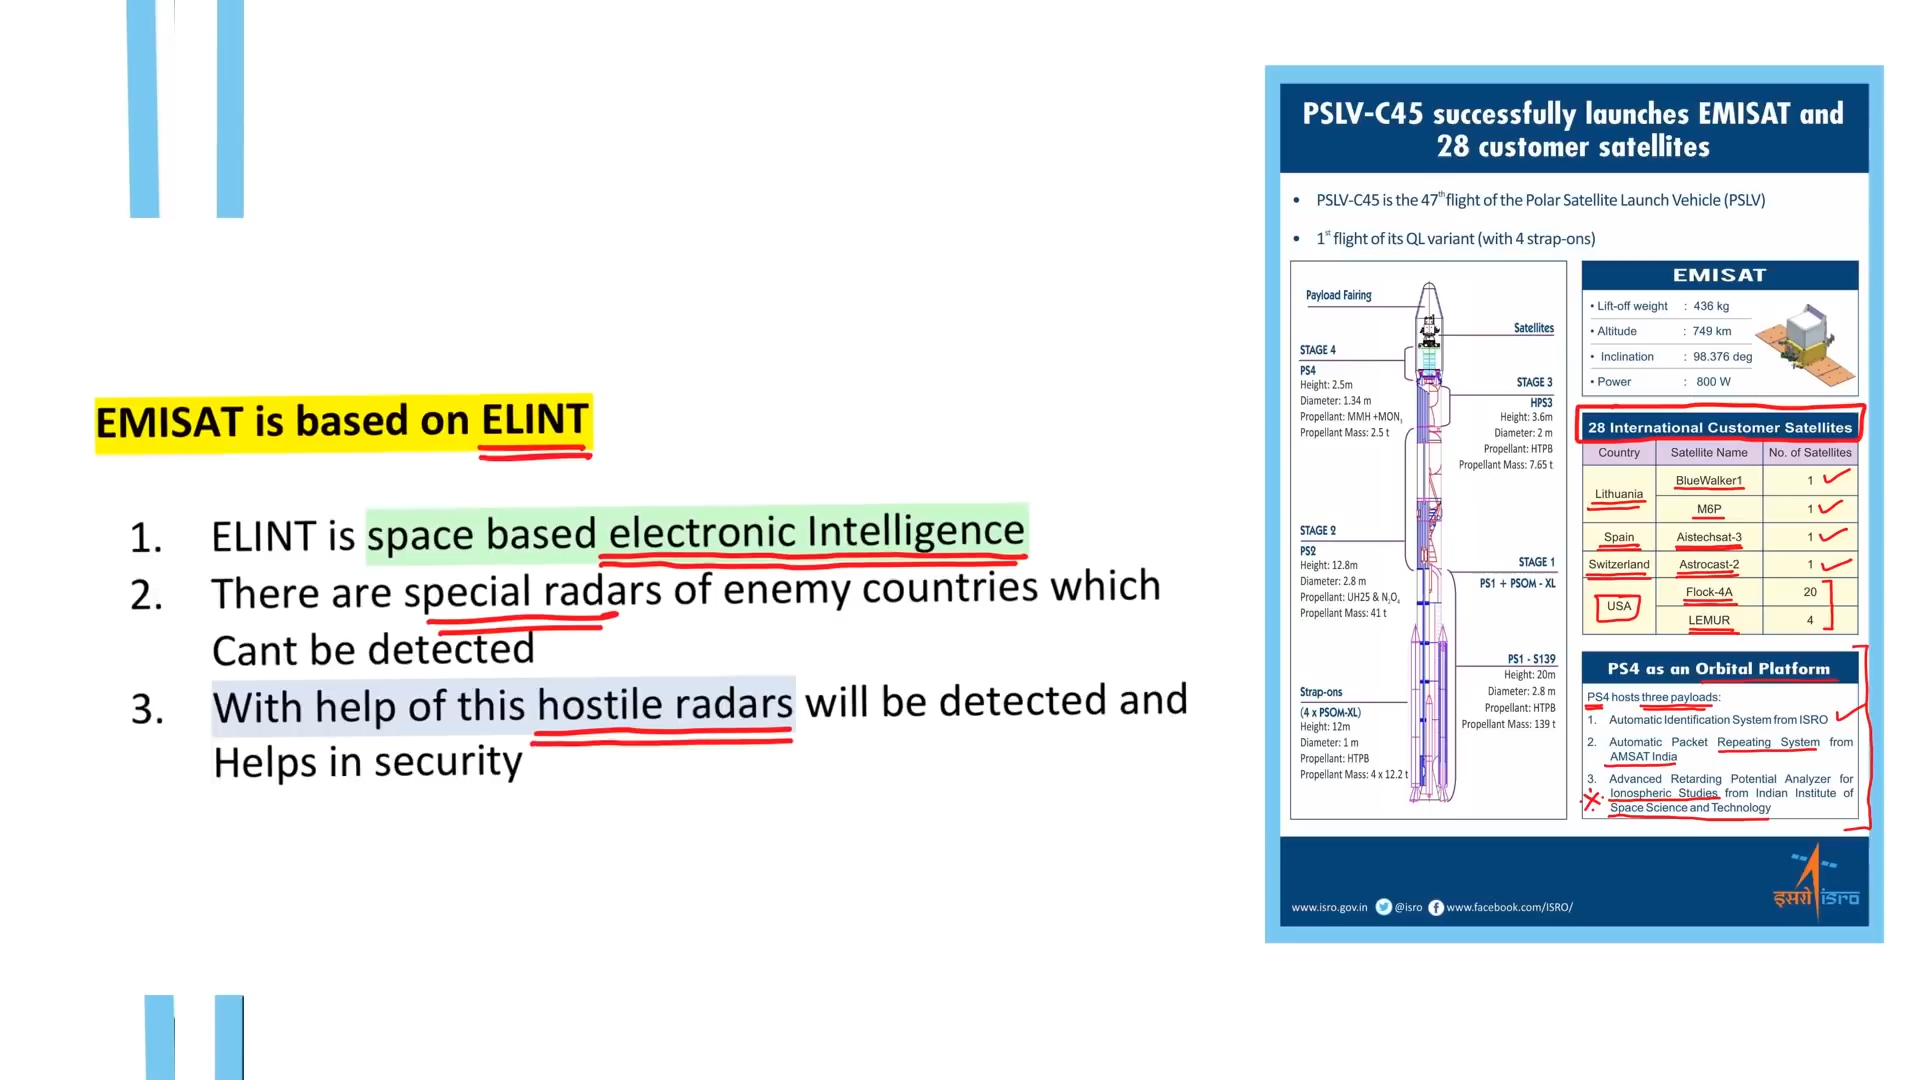 EMISAT is based on ELINT
1. ELINT is space based electronic Intelligence
2. There are special radars of enemy countries which
Cant be detected
3. With help of this hostile radars will be detected and
Helps in security
PSLV-C45 successfully launches EMISAT and
28 customer satellites
• PSLV-C45 is the 47th flight of the Polar Satellite Launch Vehicle (PSLV)
• 1st flight of its QL variant (with 4 strap-ons)
Payload Fairing
Satellites
STAGE 4
PS4
Height: 2.5m
Diameter: 1.34 m
Propellant: MMH +MON3
Propellant Mass: 2.5 t
STAGE 3
HPS3
Height: 3.6m
Diameter: 2 m
Propellant: HTPB
Propellant Mass: 7.65 t
STAGE 2
PS2
Height: 12.8m
Diameter: 2.8 m
Propellant: UH25 & N2O4
Propellant Mass: 41 t
STAGE 1
PS1 + PSOM - XL
PS1 - S139
Height: 20m
Diameter: 2.8 m
Propellant: HTPB
Propellant Mass: 139 t
Strap-ons
(4 x PSOM-XL)
Height: 12m
Diameter: 1 m
Propellant: HTPB
Propellant Mass: 4 x 12.2 t
EMISAT
• Lift-off weight : 436 kg
• Altitude : 749 km
• Inclination : 98.376 deg
• Power : 800 W
28 International Customer Satellites
Country Satellite Name No. of Satellites
Lithuania BlueWalker1 1
M6P 1
Spain Aistechsat-3 1
Switzerland Astrocast-2 1
USA Flock-4A 20
LEMUR 4
PS4 as an Orbital Platform
PS4 hosts three payloads:
1. Automatic Identification System from ISRO
2. Automatic Packet Repeating System from
AMSAT India
3. Advanced Retarding Potential Analyzer for
Ionospheric Studies from Indian Institute of
Space Science and Technology
www.isro.gov.in @isro www.facebook.com/ISRO/
इसरो isro